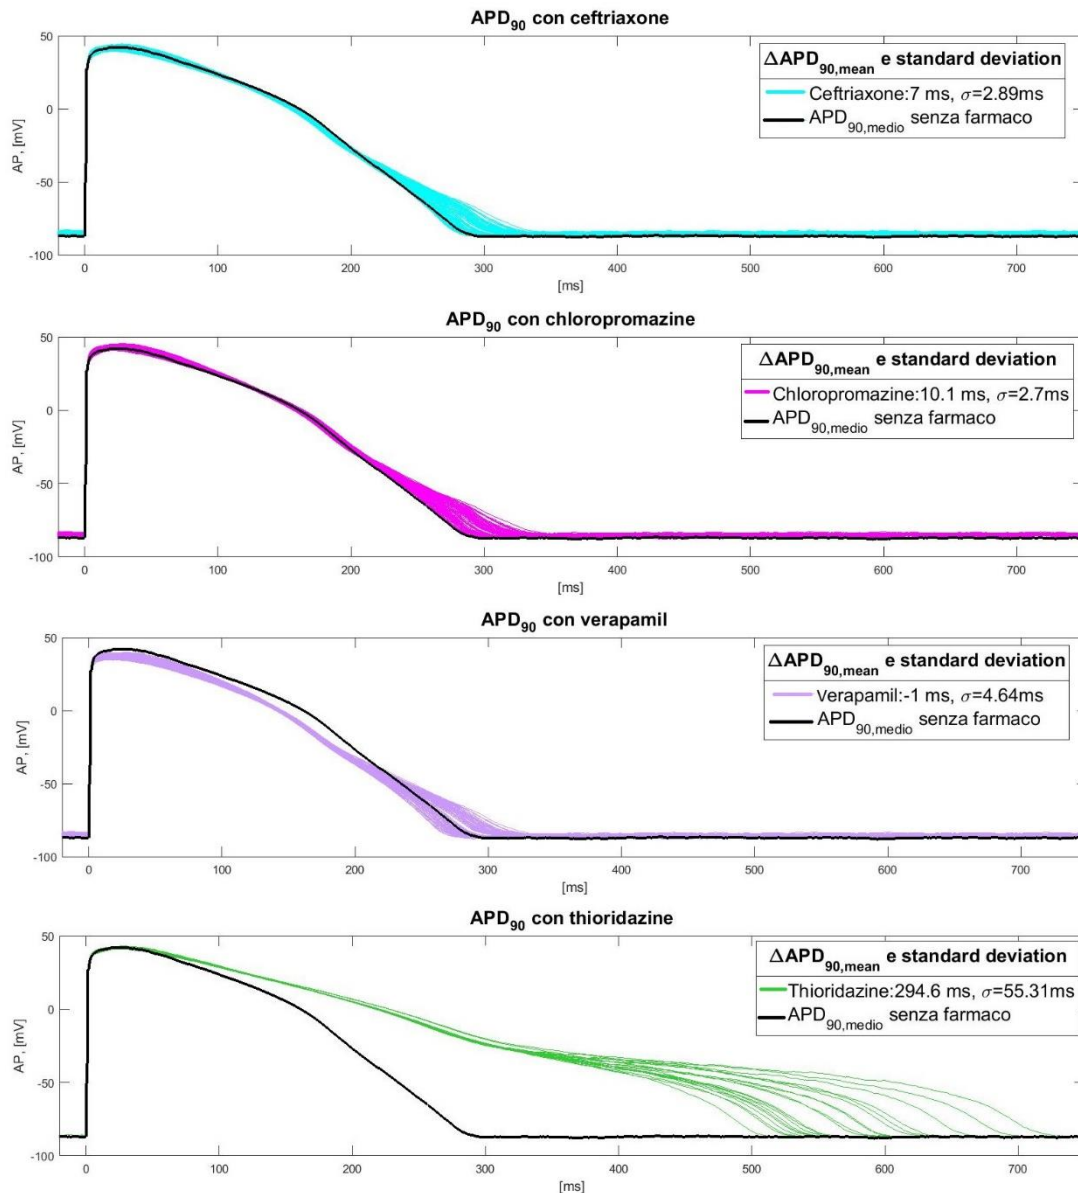 APD90 con ceftriaxone
50
0
-50
-100
AP, [mV]
ΔAPD90,mean e standard deviation
Ceftriaxone:7 ms, σ=2.89ms
APD90,medio senza farmaco
0 100 200 300 400 500 600 700
[ms]
APD90 con chloropromazine
50
0
-50
-100
AP, [mV]
ΔAPD90,mean e standard deviation
Chloropromazine:10.1 ms, σ=2.7ms
APD90,medio senza farmaco
0 100 200 300 400 500 600 700
[ms]
APD90 con verapamil
50
0
-50
-100
AP, [mV]
ΔAPD90,mean e standard deviation
Verapamil:-1 ms, σ=4.64ms
APD90,medio senza farmaco
0 100 200 300 400 500 600 700
[ms]
APD90 con thioridazine
50
0
-50
-100
AP, [mV]
ΔAPD90,mean e standard deviation
Thioridazine:294.6 ms, σ=55.31ms
APD90,medio senza farmaco
0 100 200 300 400 500 600 700
[ms]